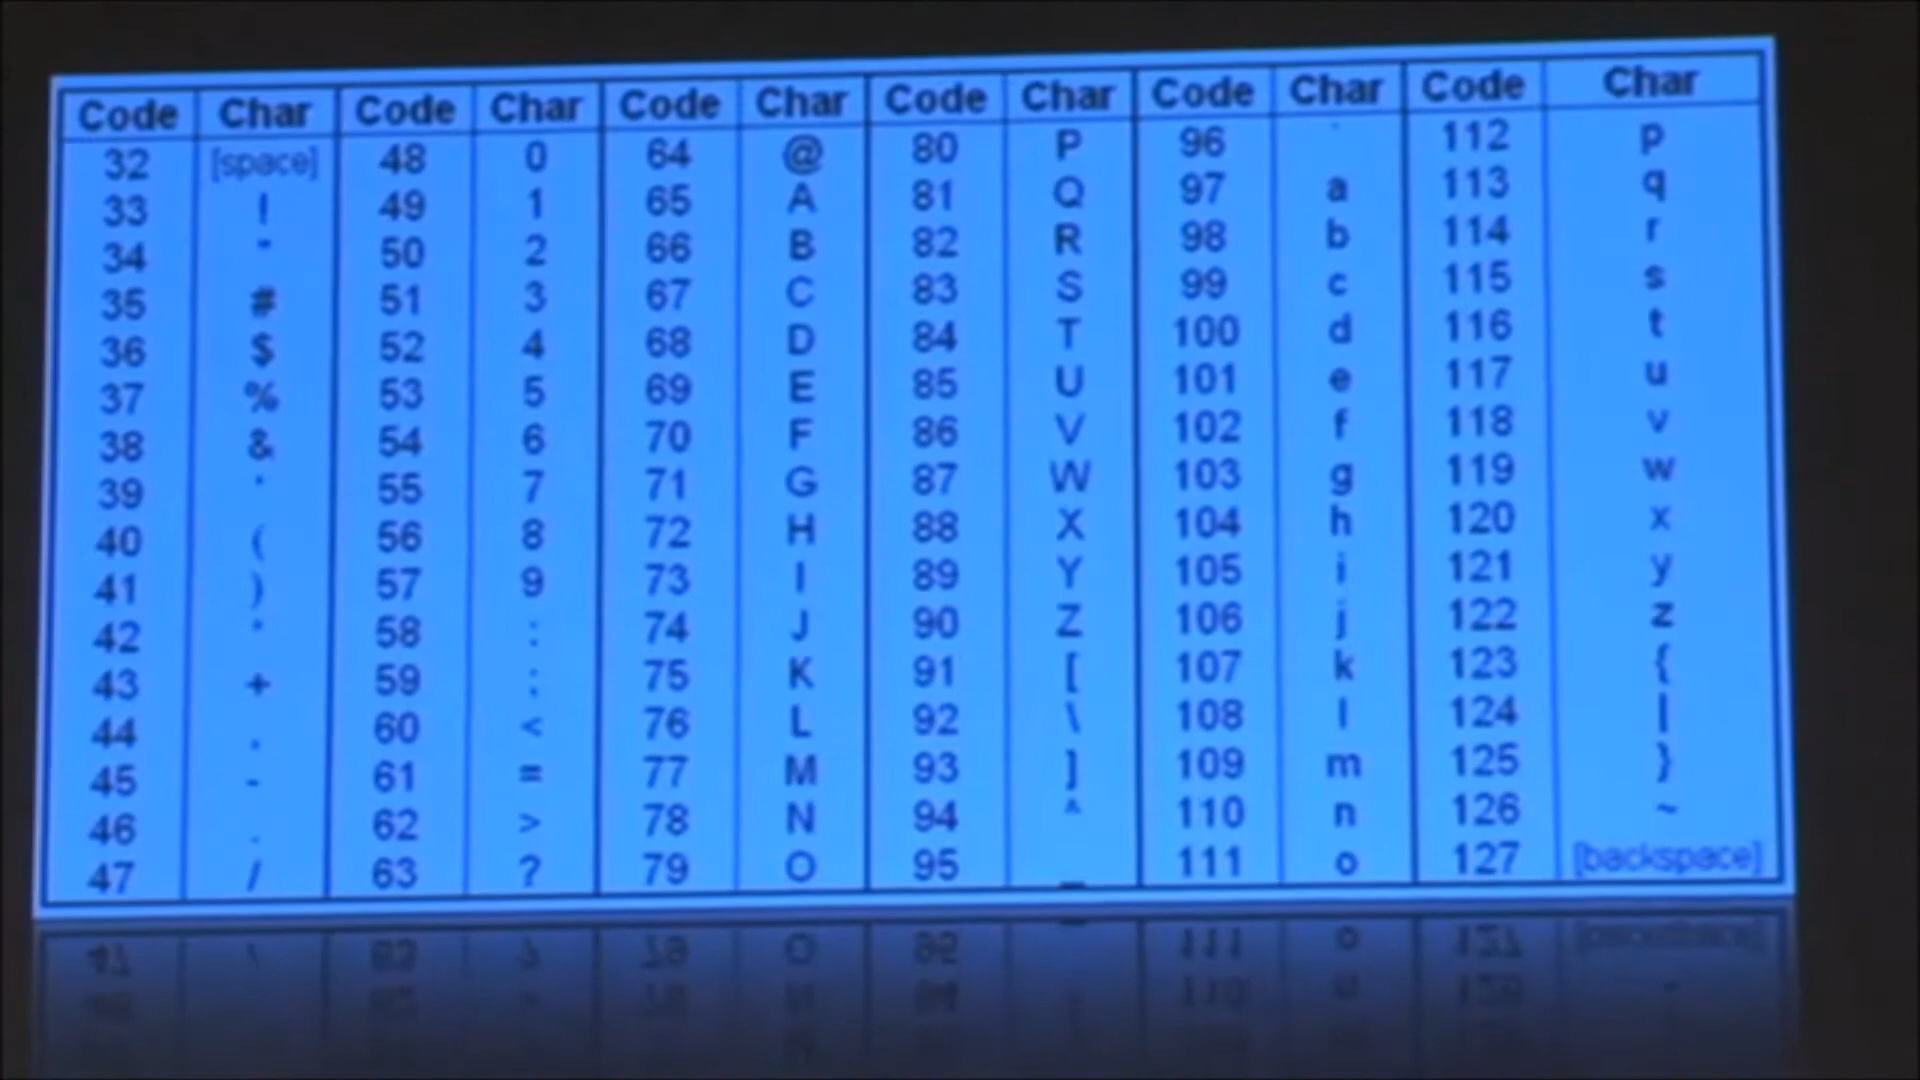 Code Char Code Char Code Char Code Char Code Char Code Char
32 [space] 48 0 64 @ 80 P 96 ` 112 p
33 ! 49 1 65 A 81 Q 97 a 113 q
34 " 50 2 66 B 82 R 98 b 114 r
35 # 51 3 67 C 83 S 99 c 115 s
36 $ 52 4 68 D 84 T 100 d 116 t
37 % 53 5 69 E 85 U 101 e 117 u
38 & 54 6 70 F 86 V 102 f 118 v
39 ' 55 7 71 G 87 W 103 g 119 w
40 ( 56 8 72 H 88 X 104 h 120 x
41 ) 57 9 73 I 89 Y 105 i 121 y
42 * 58 : 74 J 90 Z 106 j 122 z
43 + 59 ; 75 K 91 [ 107 k 123 {
44 , 60 < 76 L 92 \ 108 l 124 |
45 - 61 = 77 M 93 ] 109 m 125 }
46 . 62 > 78 N 94 ^ 110 n 126 ~
47 / 63 ? 79 O 95 _ 111 o 127 [backspace]